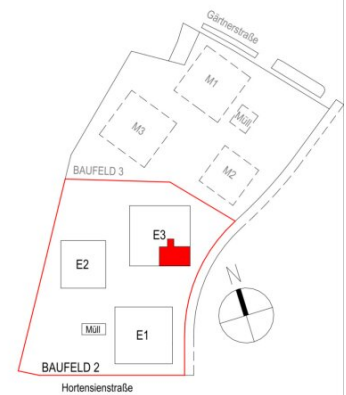 Gärtnerstraße
M1
Müll
M3
M2
BAUFELD 3
E3
E2
N
Müll
E1
BAUFELD 2
Hortensienstraße